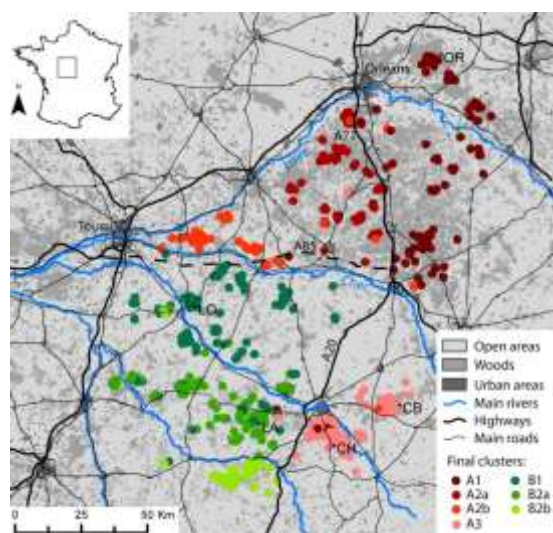 *OR
Orléans
A71
Tours
A85
LO
A20
*CB
*CH
Open areas
Woods
Urban areas
Main rivers
Highways
Main roads
Final clusters:
A1 B1
A2a B2a
A2b B2b
A3
0 25 50 Km